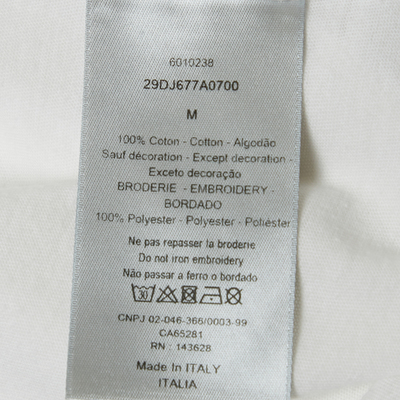 6010238
29DJ677A0700
M
100% Coton - Cotton - Algodão
Sauf décoration - Except decoration -
Exceto decoração
BRODERIE - EMBROIDERY -
BORDADO
100% Polyester - Polyester - Poliéster
Ne pas repasser la broderie
Do not iron embroidery
Não passar a ferro o bordado
30
CNPJ 02-046-366/0003-99
CA65281
RN : 143628
Made In ITALY
ITALIA